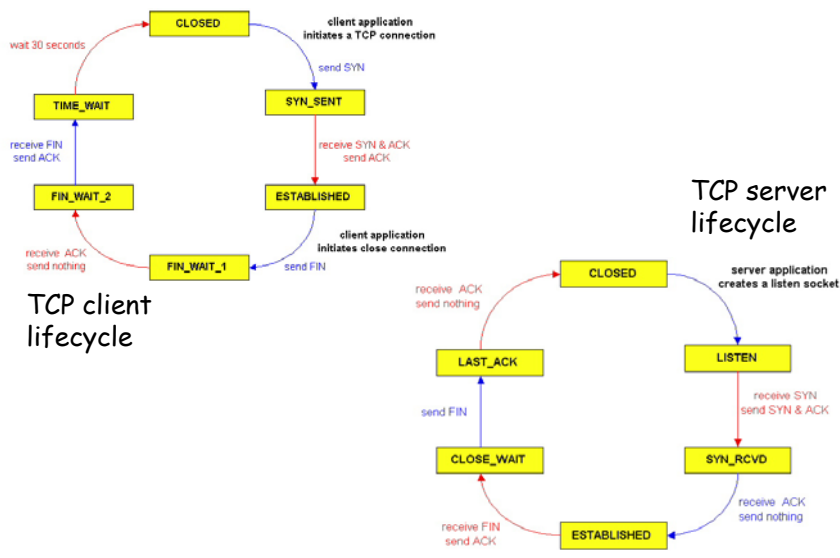 CLOSED
client application
initiates a TCP connection
send SYN
SYN_SENT
receive SYN & ACK
send ACK
ESTABLISHED
client application
initiates close connection
send FIN
FIN_WAIT_1
receive ACK
send nothing
FIN_WAIT_2
receive FIN
send ACK
TIME_WAIT
wait 30 seconds
TCP client
lifecycle
TCP server
lifecycle
CLOSED
server application
creates a listen socket
LISTEN
receive SYN
send SYN & ACK
SYN_RCVD
receive ACK
send nothing
ESTABLISHED
receive FIN
send ACK
CLOSE_WAIT
send FIN
LAST_ACK
receive ACK
send nothing